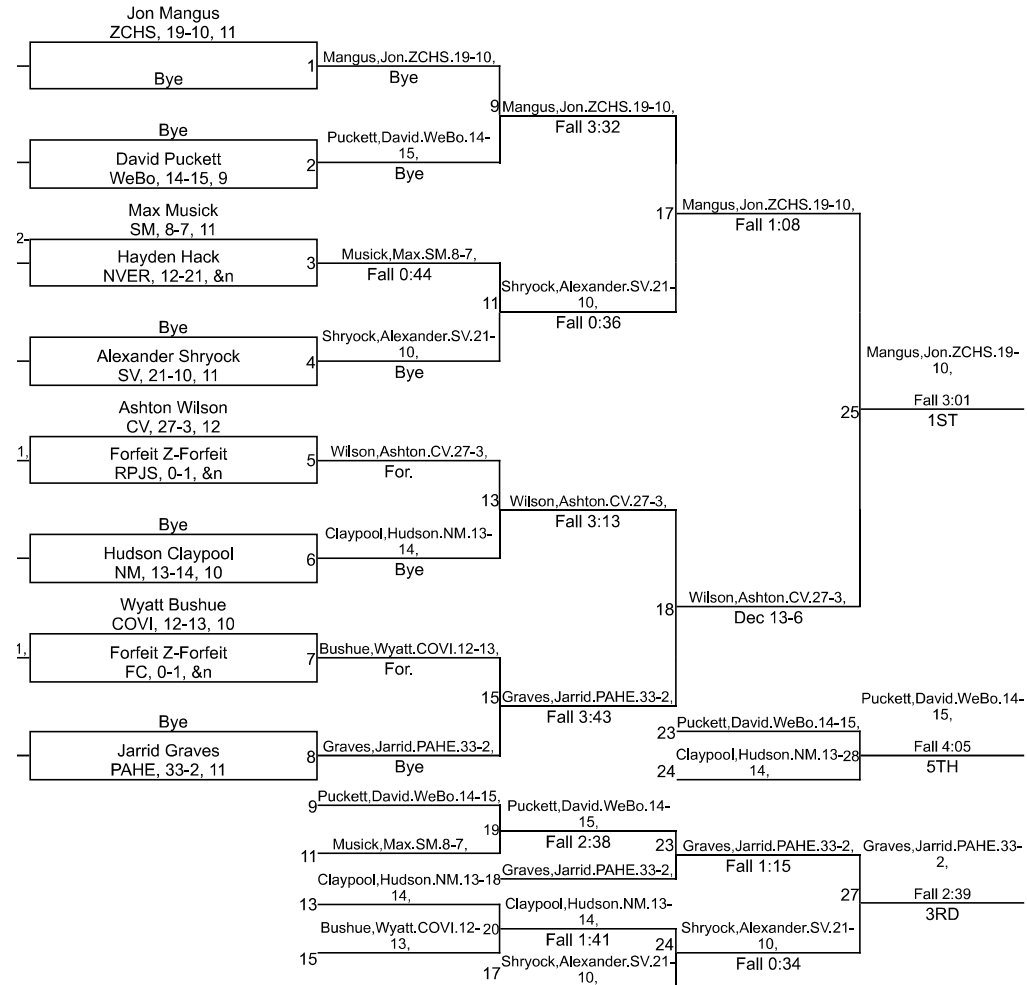 Jon Mangus
ZCHS, 19-10, 11
Bye
1
Mangus,Jon.ZCHS.19-10,
Bye
9
Mangus,Jon.ZCHS.19-10,
Fall 3:32
Bye
David Puckett
WeBo, 14-15, 9
2
Puckett,David.WeBo.14-
15,
Bye
17
Mangus,Jon.ZCHS.19-10,
Fall 1:08
Max Musick
SM, 8-7, 11
2-
Hayden Hack
NVER, 12-21, &n
3
Musick,Max.SM.8-7,
Fall 0:44
11
Shryock,Alexander.SV.21-
10,
Fall 0:36
Bye
Alexander Shryock
SV, 21-10, 11
4
Shryock,Alexander.SV.21-
10,
Bye
25
Mangus,Jon.ZCHS.19-
10,
Fall 3:01
1ST
Ashton Wilson
CV, 27-3, 12
1,
Forfeit Z-Forfeit
RPJS, 0-1, &n
5
Wilson,Ashton.CV.27-3,
For.
13
Wilson,Ashton.CV.27-3,
Fall 3:13
Bye
Hudson Claypool
NM, 13-14, 10
6
Claypool,Hudson.NM.13-
14,
Bye
18
Wilson,Ashton.CV.27-3,
Dec 13-6
Wyatt Bushue
COVI, 12-13, 10
1,
Forfeit Z-Forfeit
FC, 0-1, &n
7
Bushue,Wyatt.COVI.12-13,
For.
15
Graves,Jarrid.PAHE.33-2,
Fall 3:43
Bye
Jarrid Graves
PAHE, 33-2, 11
8
Graves,Jarrid.PAHE.33-2,
Bye
23
Puckett,David.WeBo.14-15,
24
Claypool,Hudson.NM.13-
14,
28
Puckett,David.WeBo.14-
15,
Fall 4:05
5TH
9
Puckett,David.WeBo.14-15,
11
Musick,Max.SM.8-7,
19
Puckett,David.WeBo.14-
15,
Fall 2:38
18
Graves,Jarrid.PAHE.33-2,
23
Graves,Jarrid.PAHE.33-2,
Fall 1:15
13
Claypool,Hudson.NM.13-
14,
15
Bushue,Wyatt.COVI.12-
13,
20
Claypool,Hudson.NM.13-
14,
Fall 1:41
17
Shryock,Alexander.SV.21-
10,
24
Shryock,Alexander.SV.21-
10,
Fall 0:34
27
Graves,Jarrid.PAHE.33-
2,
Fall 2:39
3RD